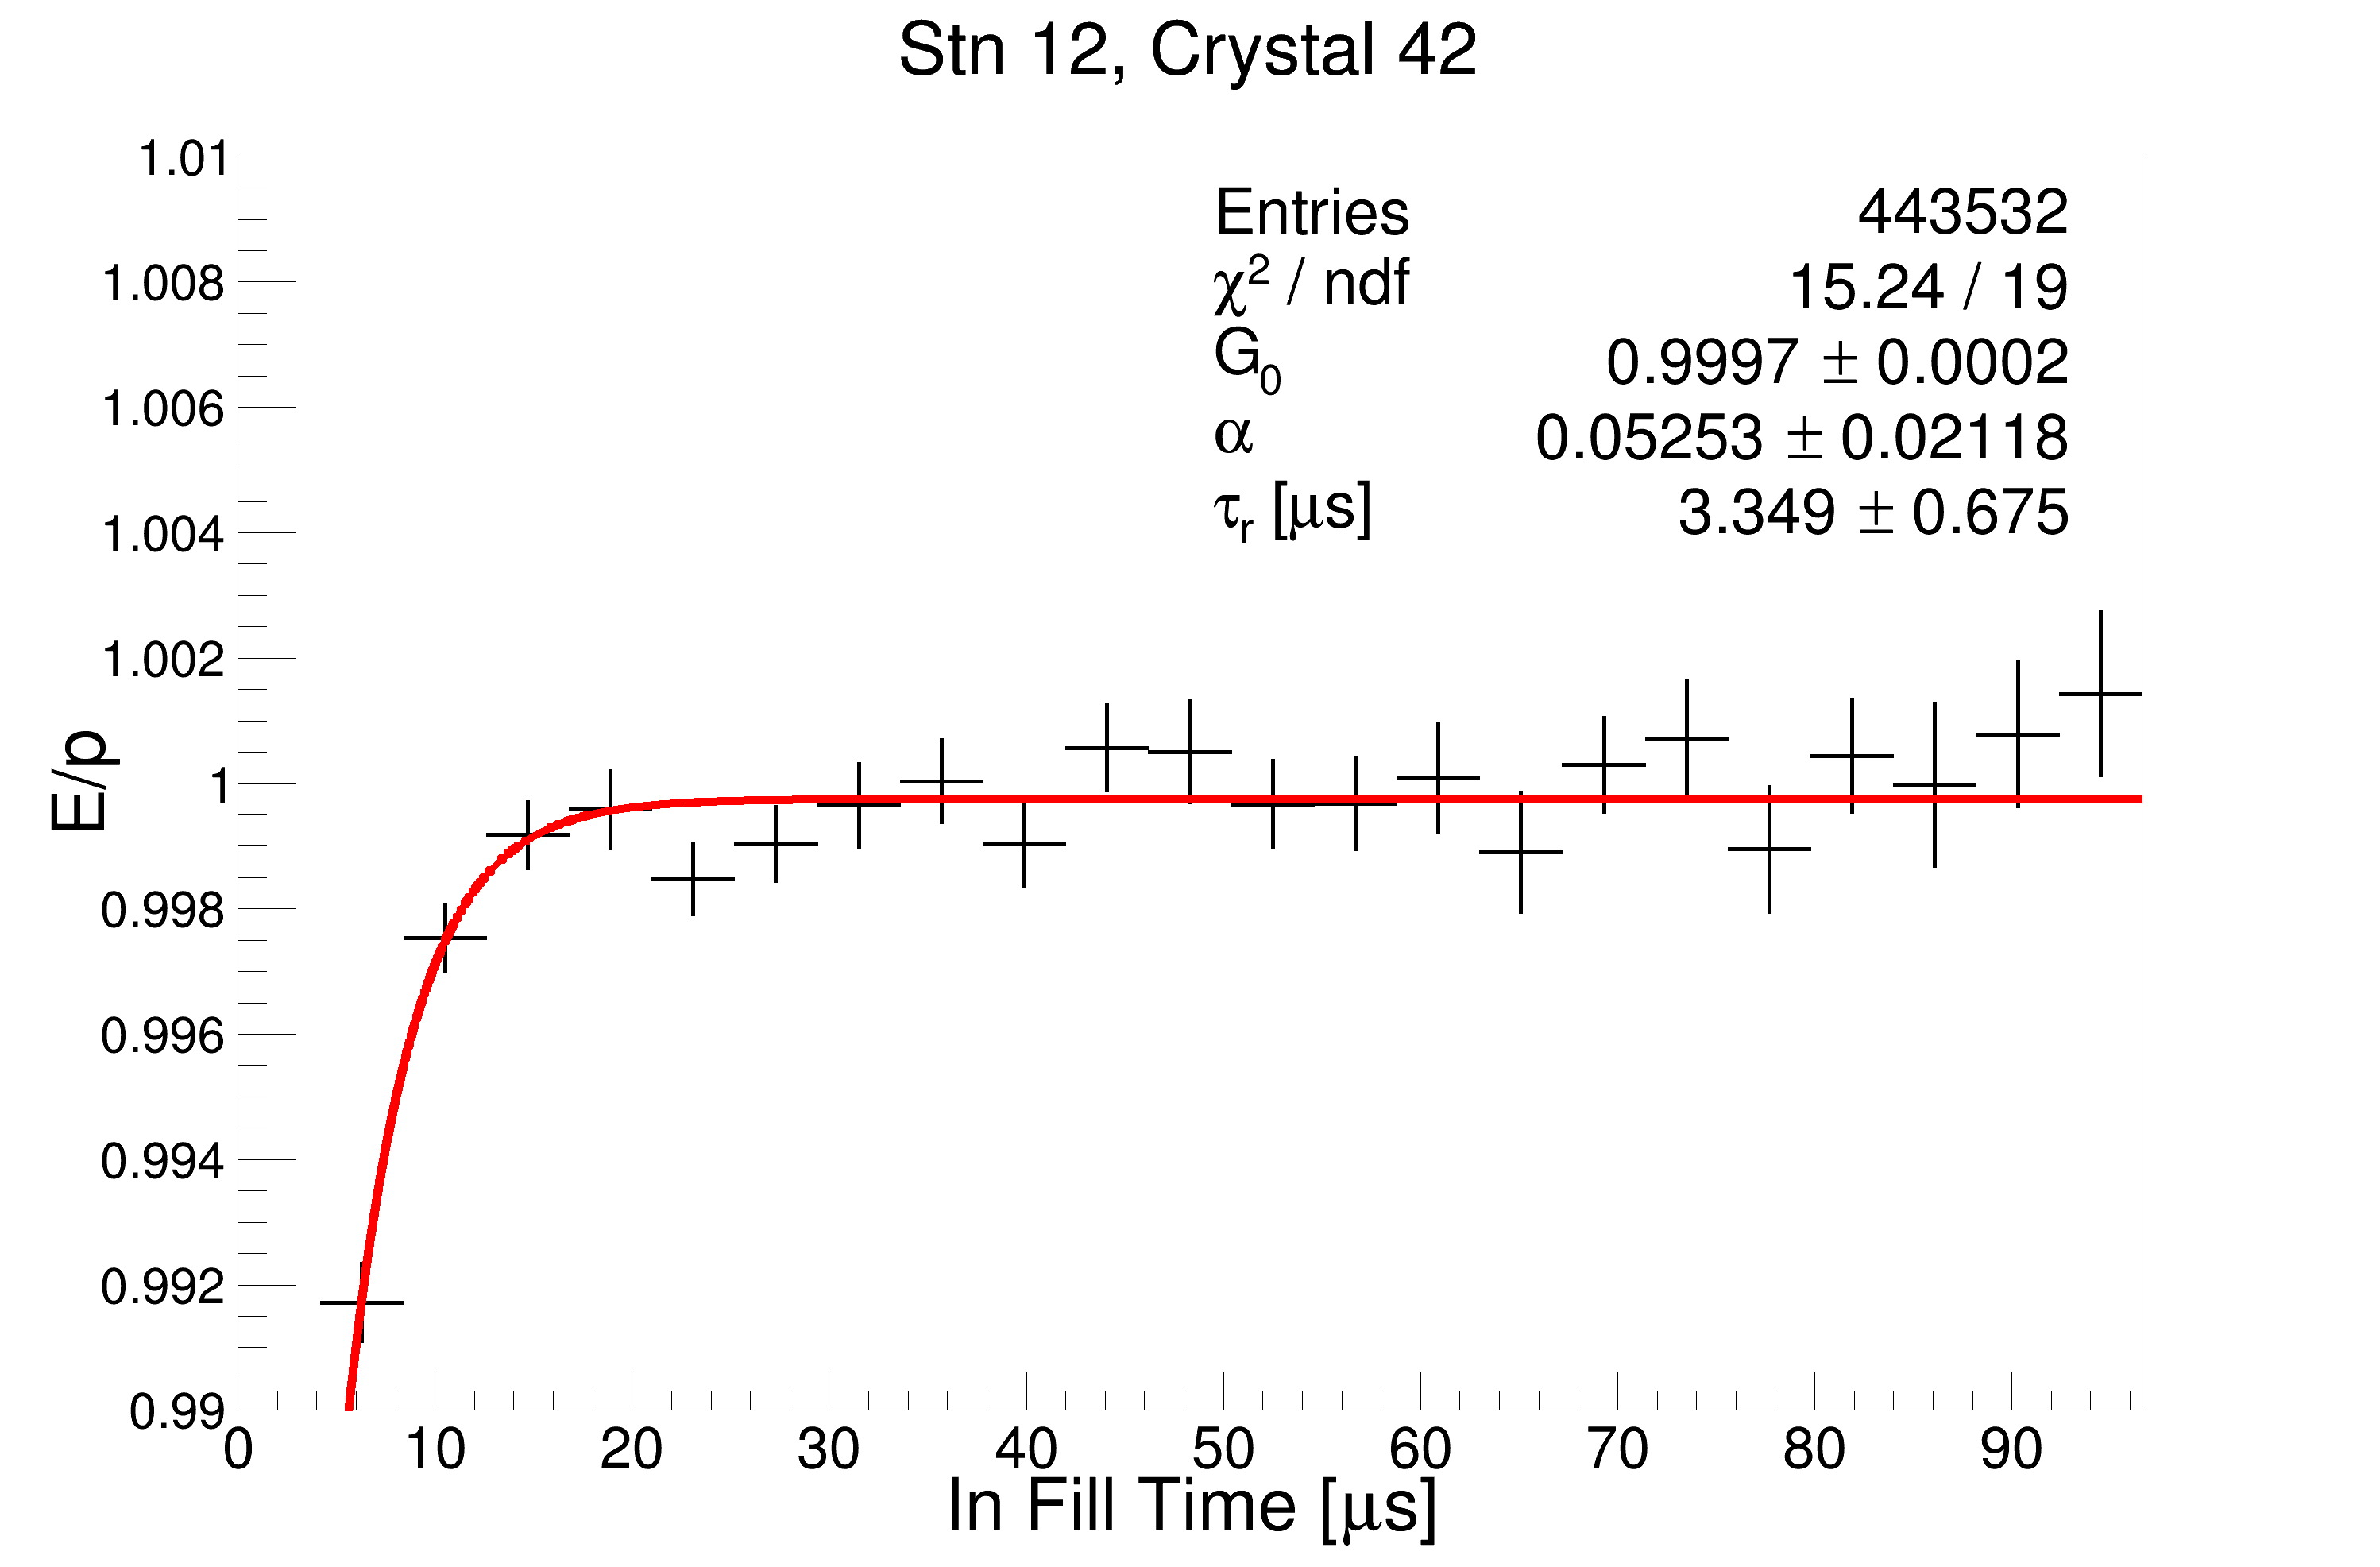 Stn 12, Crystal 42
Entries 443532
χ² / ndf 15.24 / 19
G₀ 0.9997 ± 0.0002
α 0.05253 ± 0.02118
τᵣ [μs] 3.349 ± 0.675
E/p
1.01
1.008
1.006
1.004
1.002
1
0.998
0.996
0.994
0.992
0.99
0 10 20 30 40 50 60 70 80 90
In Fill Time [μs]